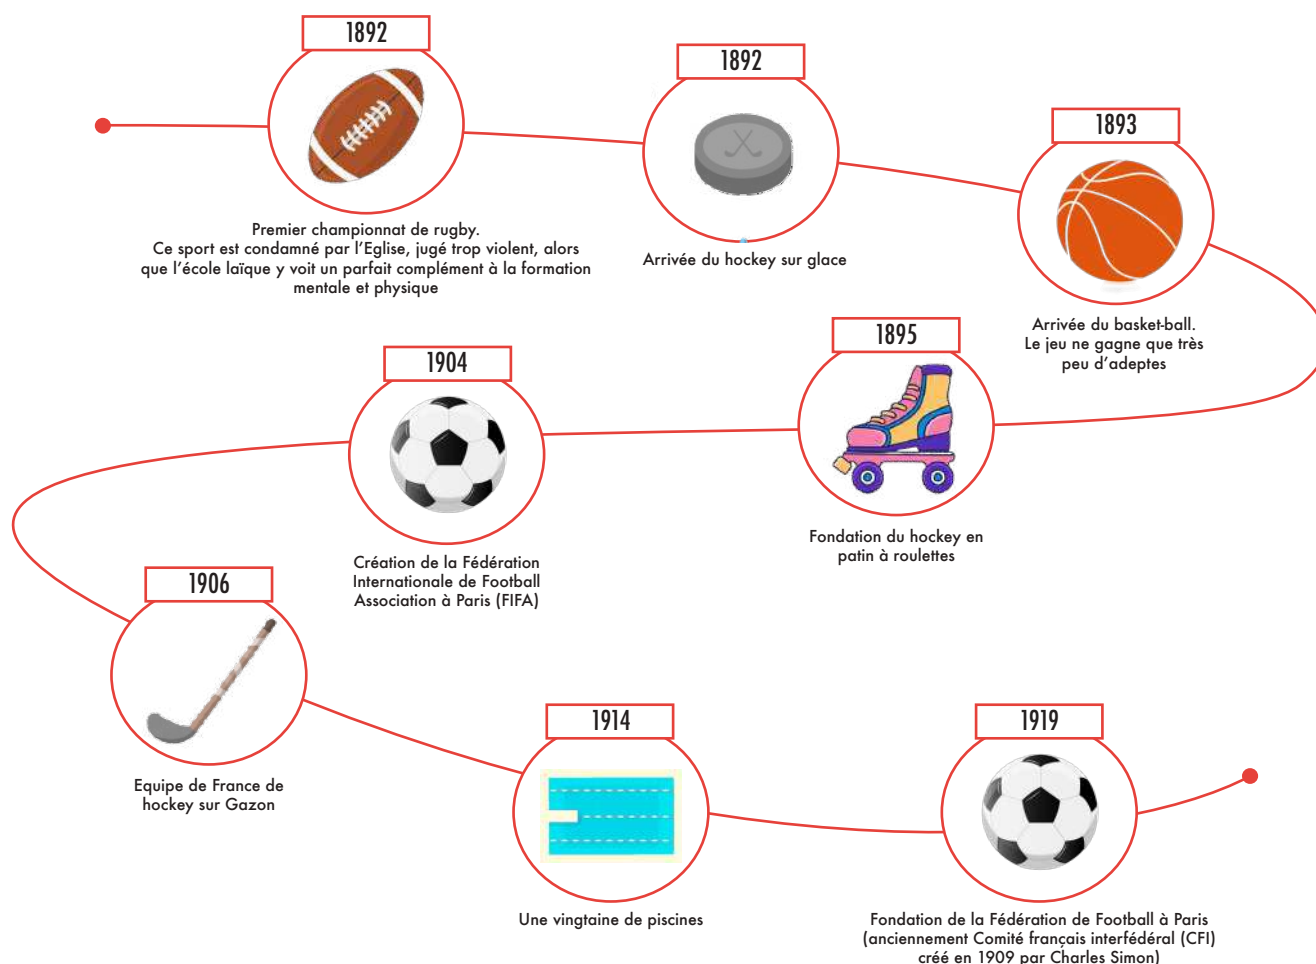 1892
Premier championnat de rugby.
Ce sport est condamné par l'Eglise, jugé trop violent, alors
que l'école laïque y voit un parfait complément à la formation
mentale et physique
1892
Arrivée du hockey sur glace
1893
Arrivée du basket-ball.
Le jeu ne gagne que très
peu d'adeptes
1895
Fondation du hockey en
patin à roulettes
1904
Création de la Fédération
Internationale de Football
Association à Paris (FIFA)
1906
Equipe de France de
hockey sur Gazon
1914
Une vingtaine de piscines
1919
Fondation de la Fédération de Football à Paris
(anciennement Comité français interfédéral (CFI)
créé en 1909 par Charles Simon)